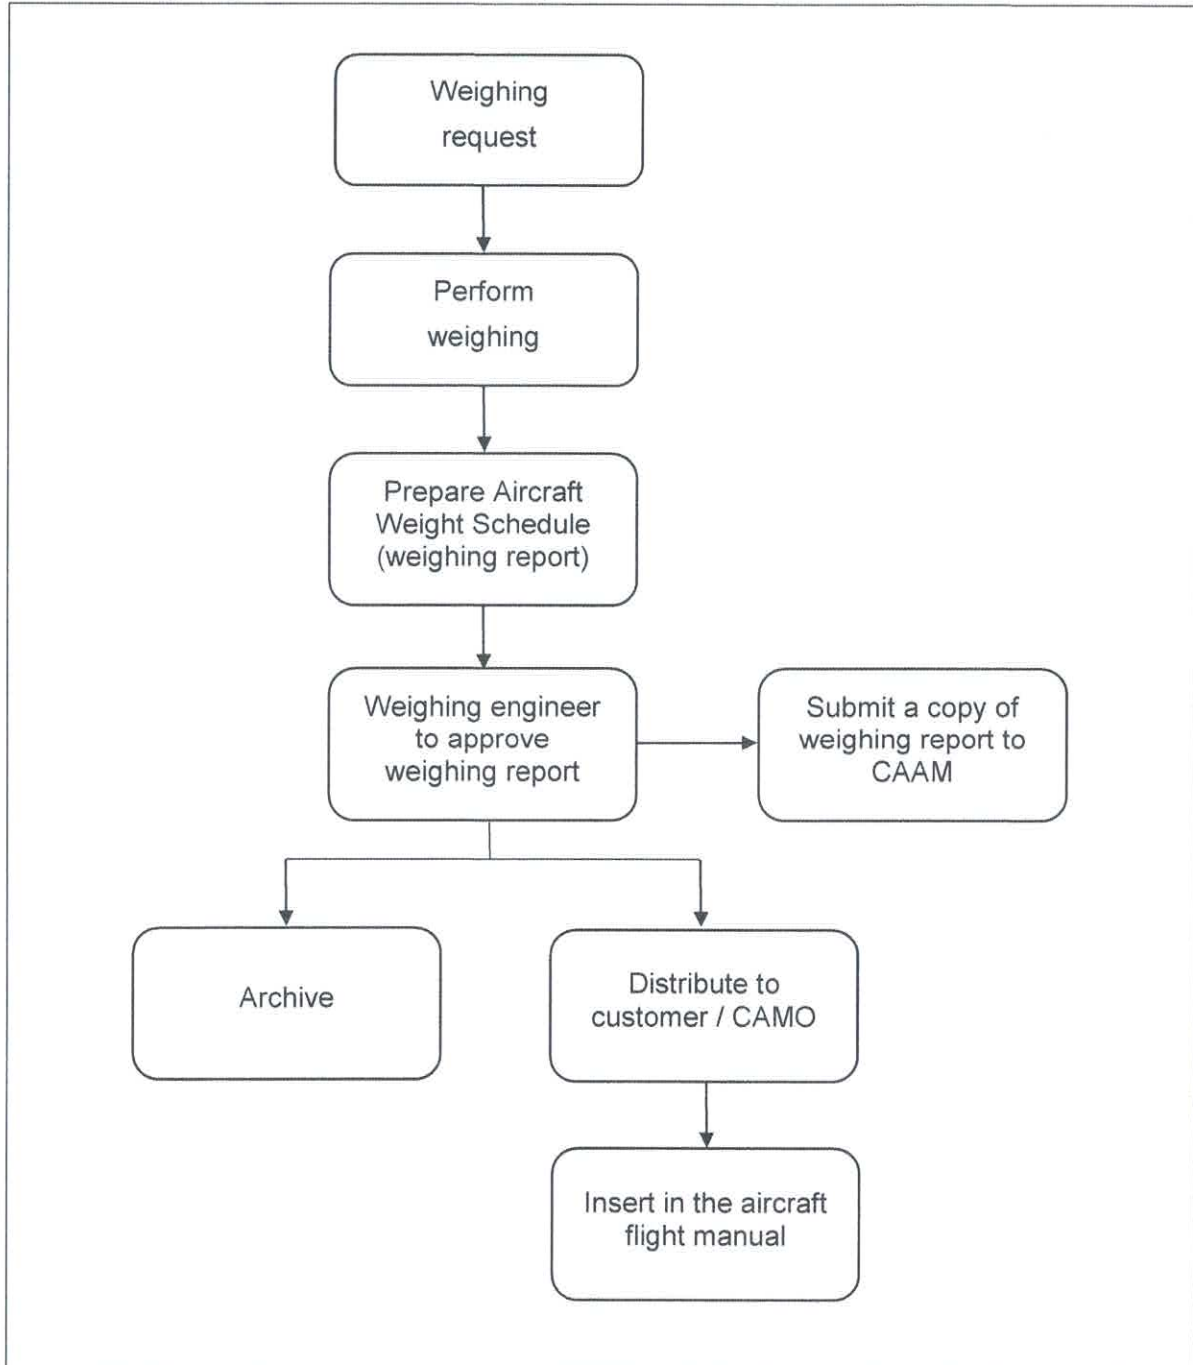 Weighing
request
Perform
weighing
Prepare Aircraft
Weight Schedule
(weighing report)
Weighing engineer
to approve
weighing report
Submit a copy of
weighing report to
CAAM
Archive
Distribute to
customer / CAMO
Insert in the aircraft
flight manual